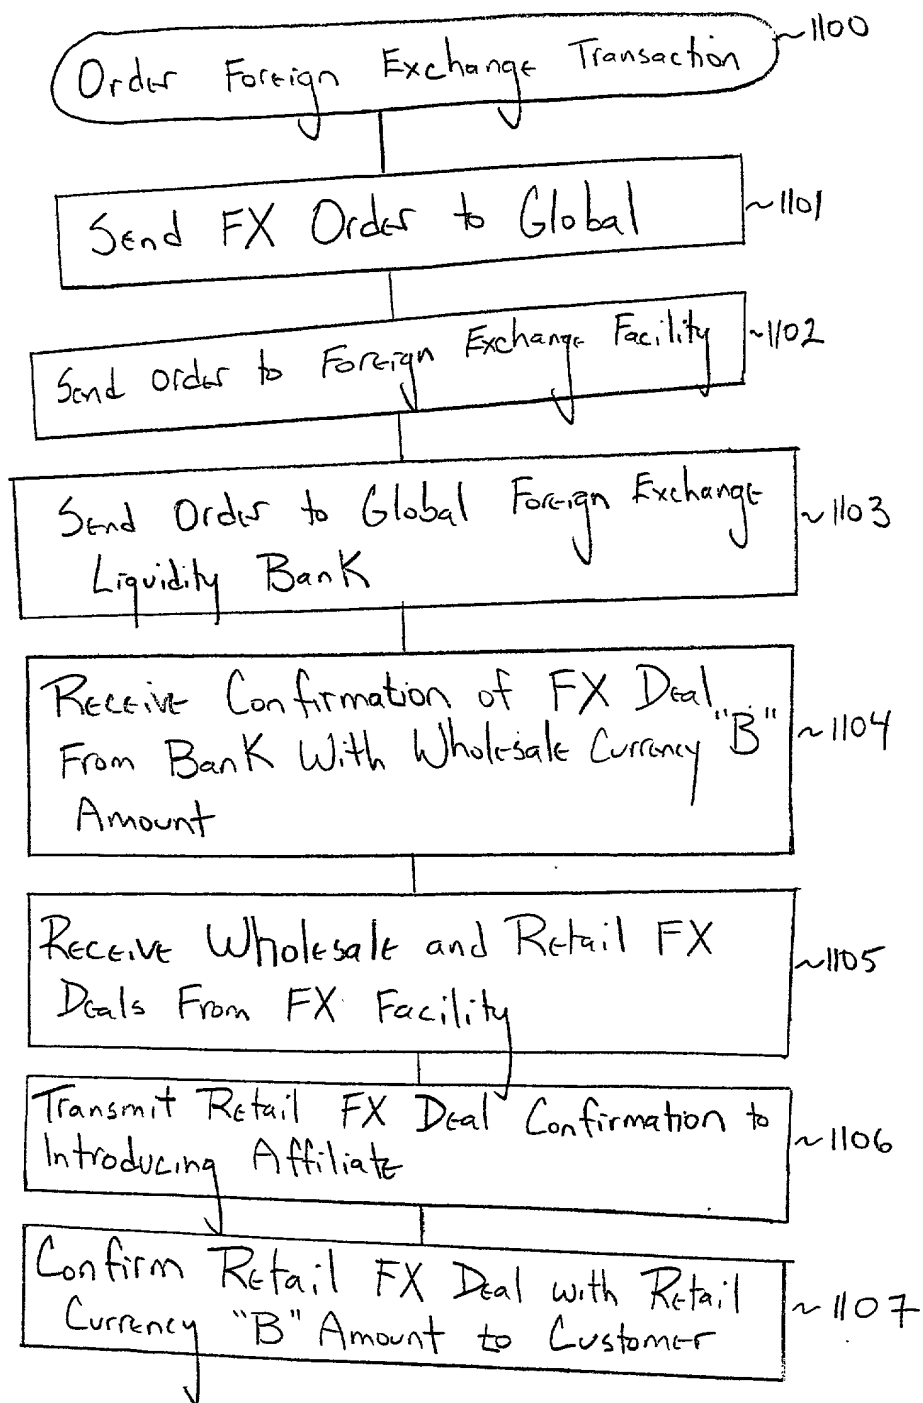 Order Foreign Exchange Transaction ~1100
Send FX Order to Global ~1101
Send Order to Foreign Exchange Facility ~1102
Send Order to Global Foreign Exchange ~1103
Liquidity Bank
Receive Confirmation of FX Deal
From Bank With Wholesale Currency "B" ~1104
Amount
Receive Wholesale and Retail FX ~1105
Deals From FX Facility
Transmit Retail FX Deal Confirmation to ~1106
Introducing Affiliate
Confirm Retail FX Deal with Retail ~1107
Currency "B" Amount to Customer